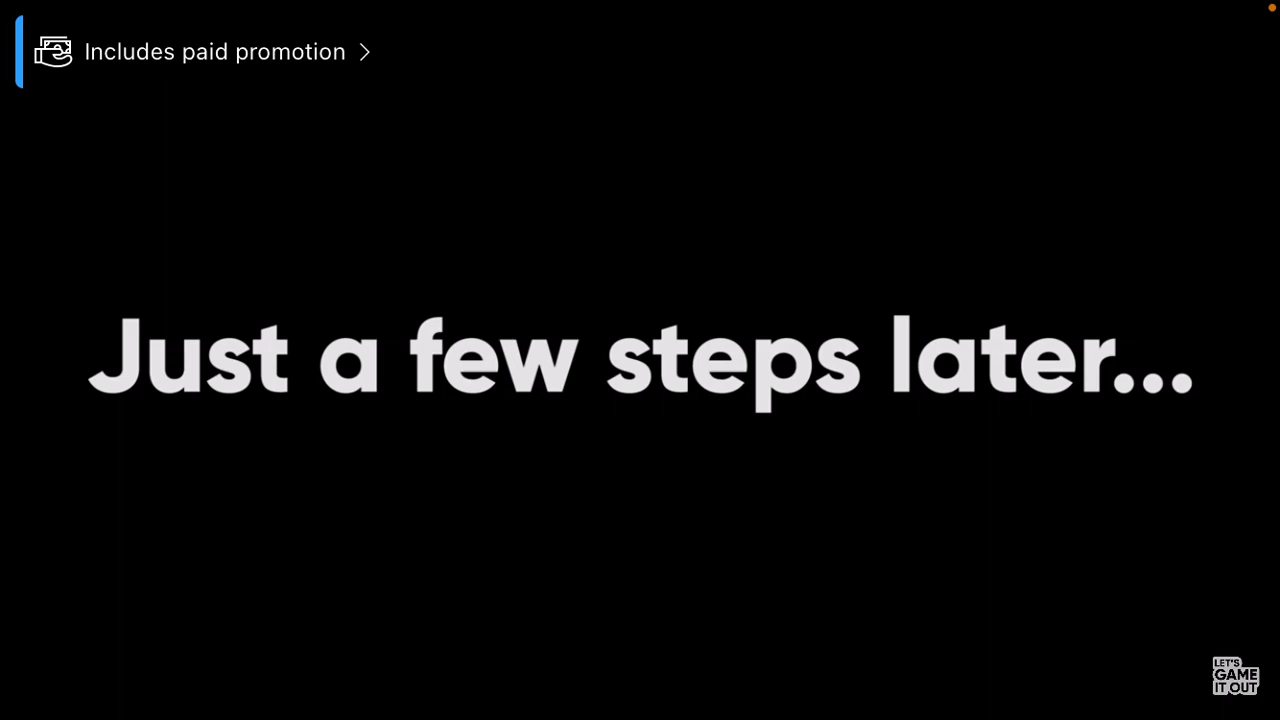 Includes paid promotion
Just a few steps later...
LET'S
GAME
IT OUT